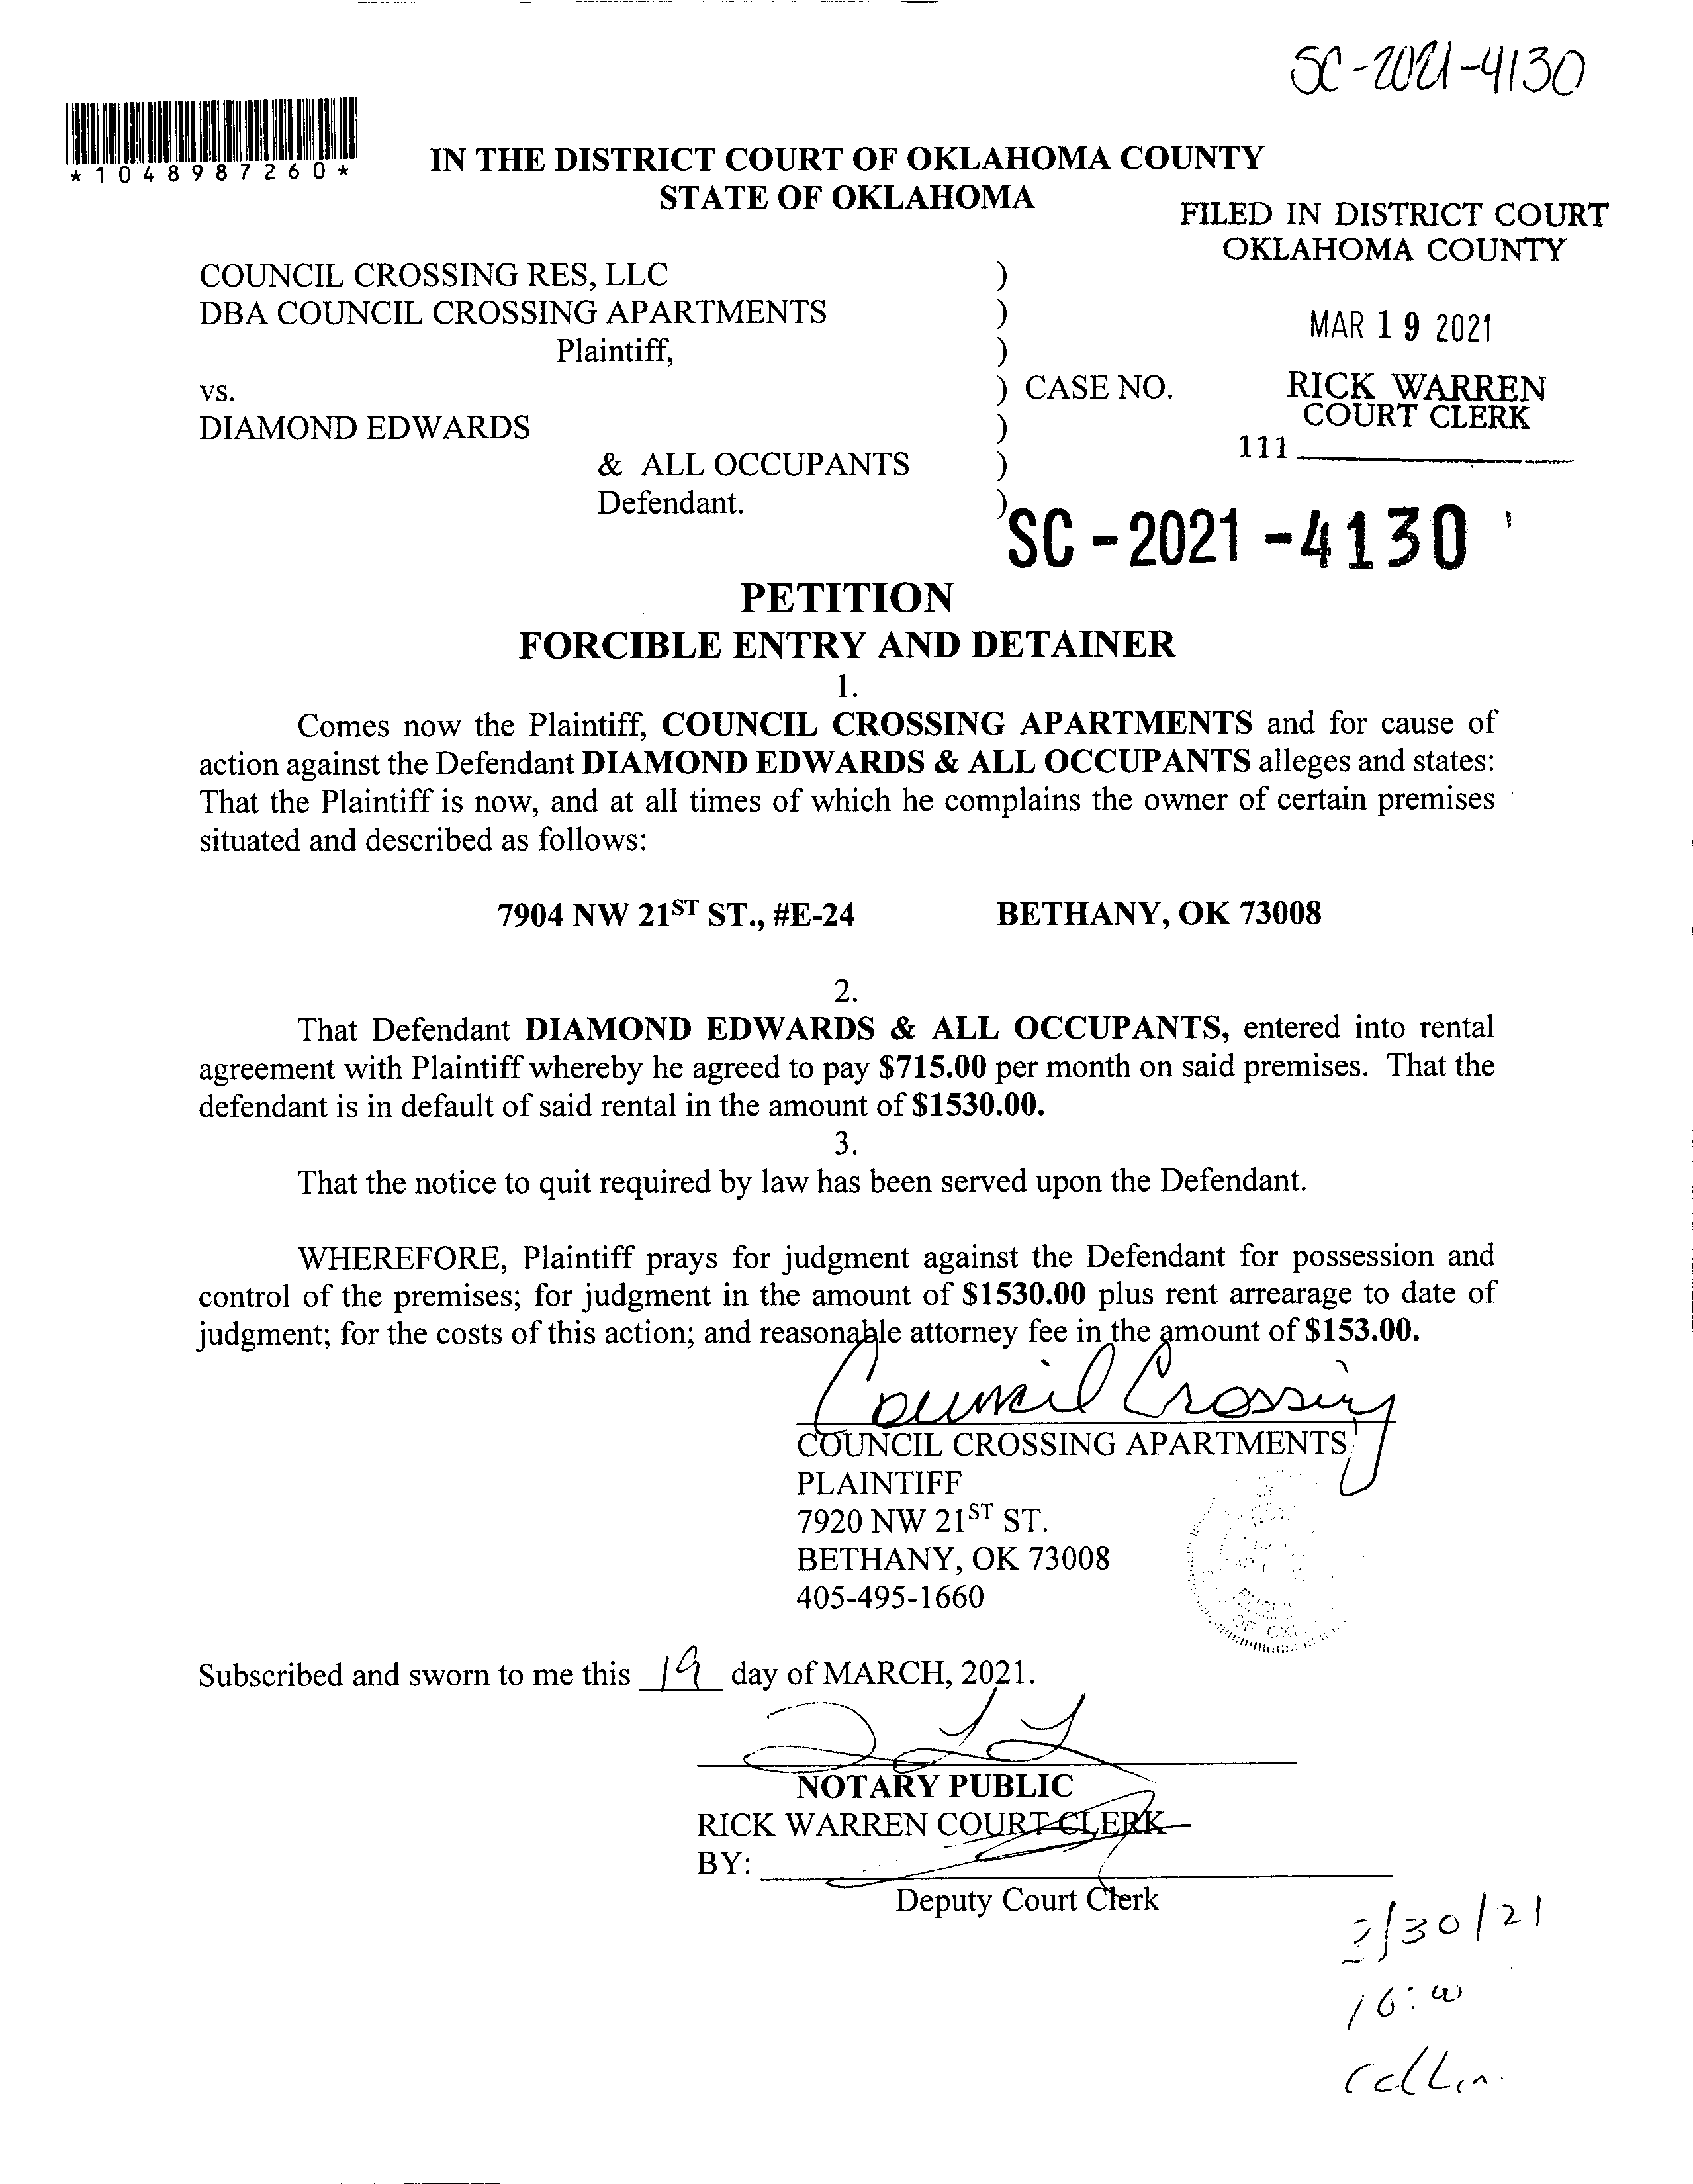 SC-2021-4130
*1048987260*
IN THE DISTRICT COURT OF OKLAHOMA COUNTY
STATE OF OKLAHOMA
FILED IN DISTRICT COURT
OKLAHOMA COUNTY
COUNCIL CROSSING RES, LLC )
DBA COUNCIL CROSSING APARTMENTS )
MAR 19 2021
Plaintiff, )
vs. ) CASE NO.
RICK WARREN
COURT CLERK
DIAMOND EDWARDS )
111
& ALL OCCUPANTS )
Defendant. )
SC-2021-4130
PETITION
FORCIBLE ENTRY AND DETAINER
1.
Comes now the Plaintiff, COUNCIL CROSSING APARTMENTS and for cause of
action against the Defendant DIAMOND EDWARDS & ALL OCCUPANTS alleges and states:
That the Plaintiff is now, and at all times of which he complains the owner of certain premises
situated and described as follows:
7904 NW 21ST ST., #E-24 BETHANY, OK 73008
2.
That Defendant DIAMOND EDWARDS & ALL OCCUPANTS, entered into rental
agreement with Plaintiff whereby he agreed to pay $715.00 per month on said premises. That the
defendant is in default of said rental in the amount of $1530.00.
3.
That the notice to quit required by law has been served upon the Defendant.
WHEREFORE, Plaintiff prays for judgment against the Defendant for possession and
control of the premises; for judgment in the amount of $1530.00 plus rent arrearage to date of
judgment; for the costs of this action; and reasonable attorney fee in the amount of $153.00.
Council Crossing
COUNCIL CROSSING APARTMENTS
PLAINTIFF
7920 NW 21ST ST.
BETHANY, OK 73008
405-495-1660
Subscribed and sworn to me this 19 day of MARCH, 2021.
NOTARY PUBLIC
RICK WARREN COURT CLERK
BY:
Deputy Court Clerk
3/30/21